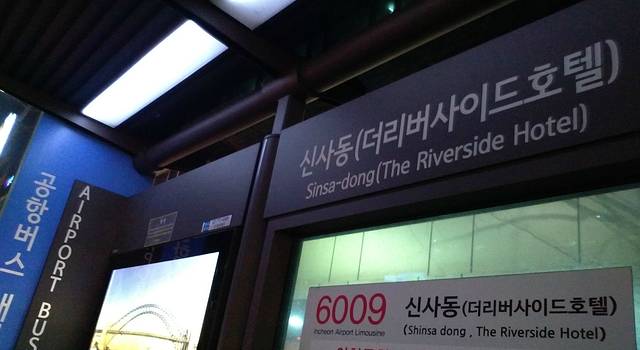 신사동(더리버사이드호텔)
Sinsa-dong(The Riverside Hotel)
공항버스
AIRPORT BUS
6009
Incheon Airport Limousine
신사동(더리버사이드호텔)
(Shinsa dong , The Riverside Hotel)